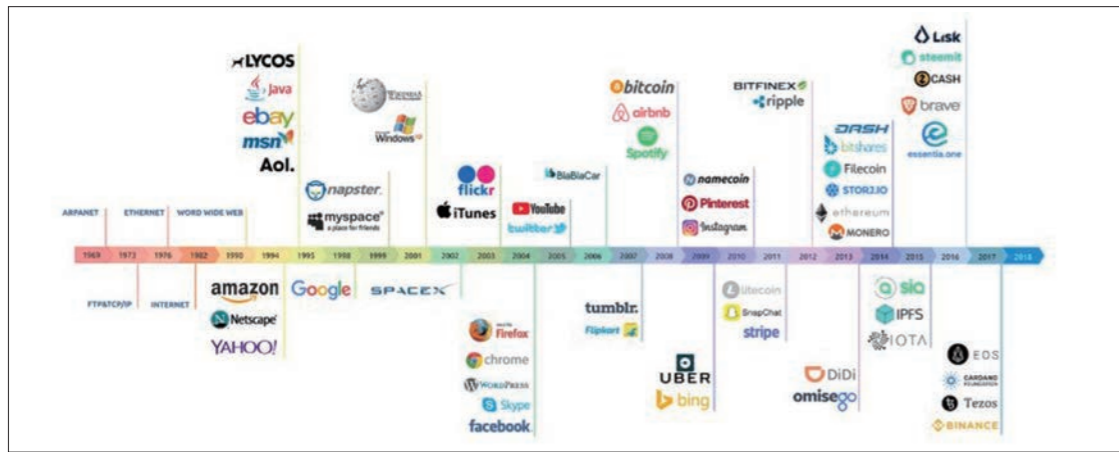 LYCOS
Java
ebay
msn
Aol.
WIKIPEDIA
Windows XP
bitcoin
airbnb
Spotify
BITFINEX
ripple
LISK
steemit
ZCASH
brave
essentia.one
napster
myspace
a place for friends
flickr
iTunes
BlaBlaCar
YouTube
twitter
namecoin
Pinterest
Instagram
DASH
bitshares
Filecoin
STORJ.IO
ethereum
MONERO
ARPANET
ETHERNET
WORD WIDE WEB
1969 1973 1976 1982 1990 1994 1995 1998 1999 2001 2002 2003 2004 2005 2006 2007 2008 2009 2010 2011 2012 2013 2014 2015 2016 2017 2018
FTP&TCP/IP
INTERNET
amazon
Netscape
YAHOO!
Google
SPACEX
Firefox
chrome
WORDPRESS
Skype
facebook
tumblr.
Flipkart
UBER
bing
litecoin
SnapChat
stripe
DiDi
omisego
sia
IPFS
IOTA
EOS
CARDANO
FOUNDATION
Tezos
BINANCE